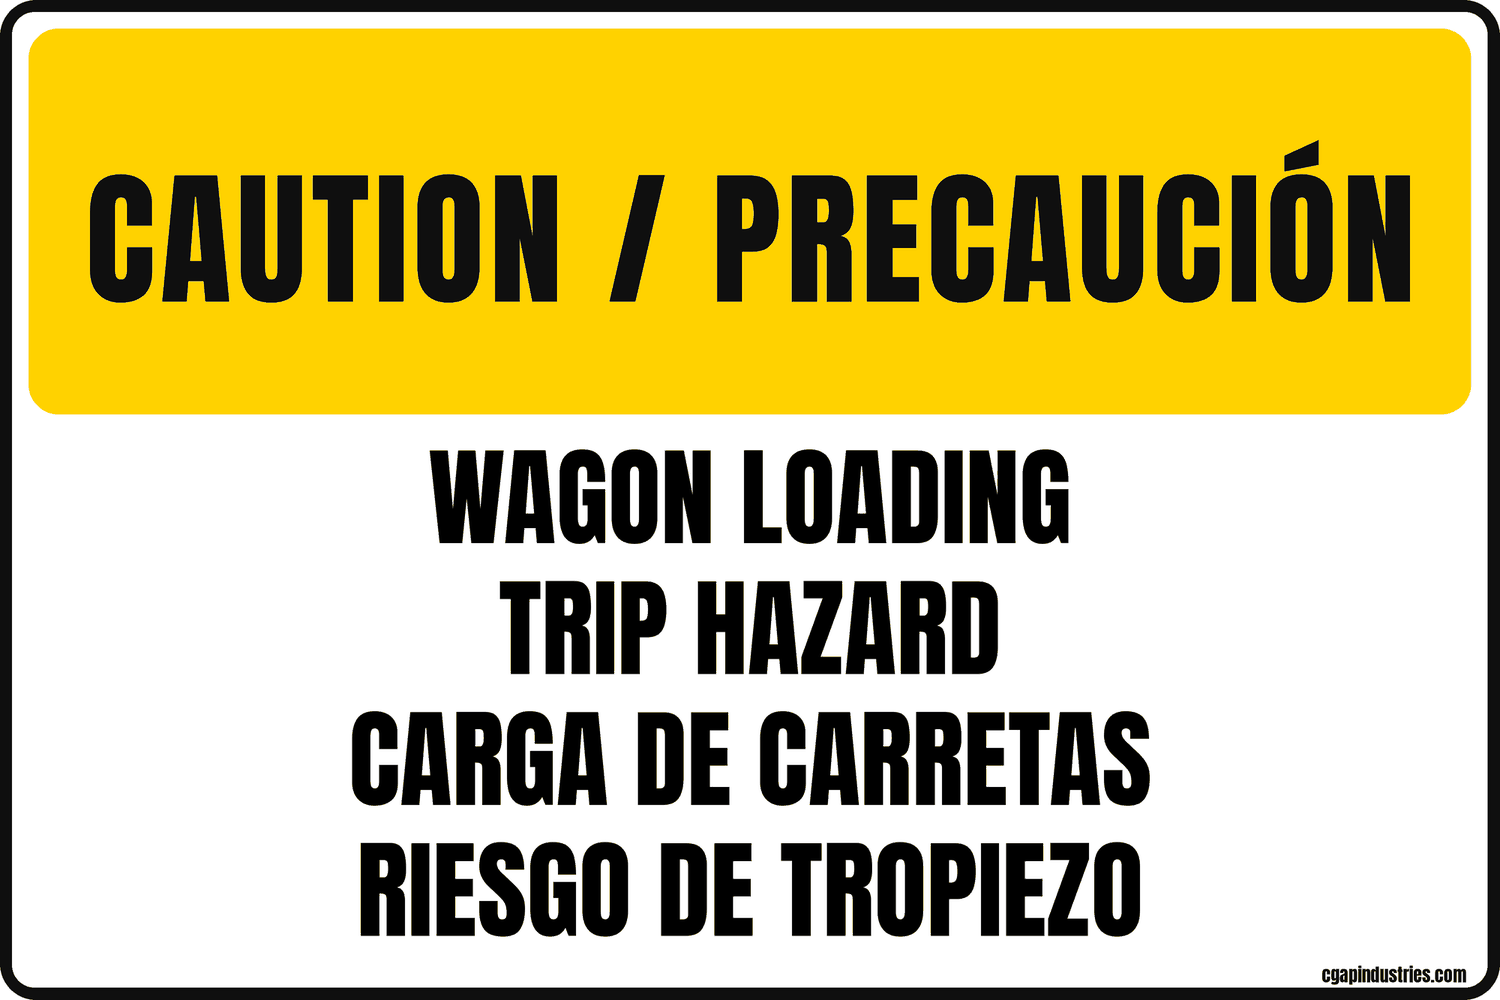 CAUTION / PRECAUCIÓN
WAGON LOADING
TRIP HAZARD
CARGA DE CARRETAS
RIESGO DE TROPIEZO
cgapindustries.com